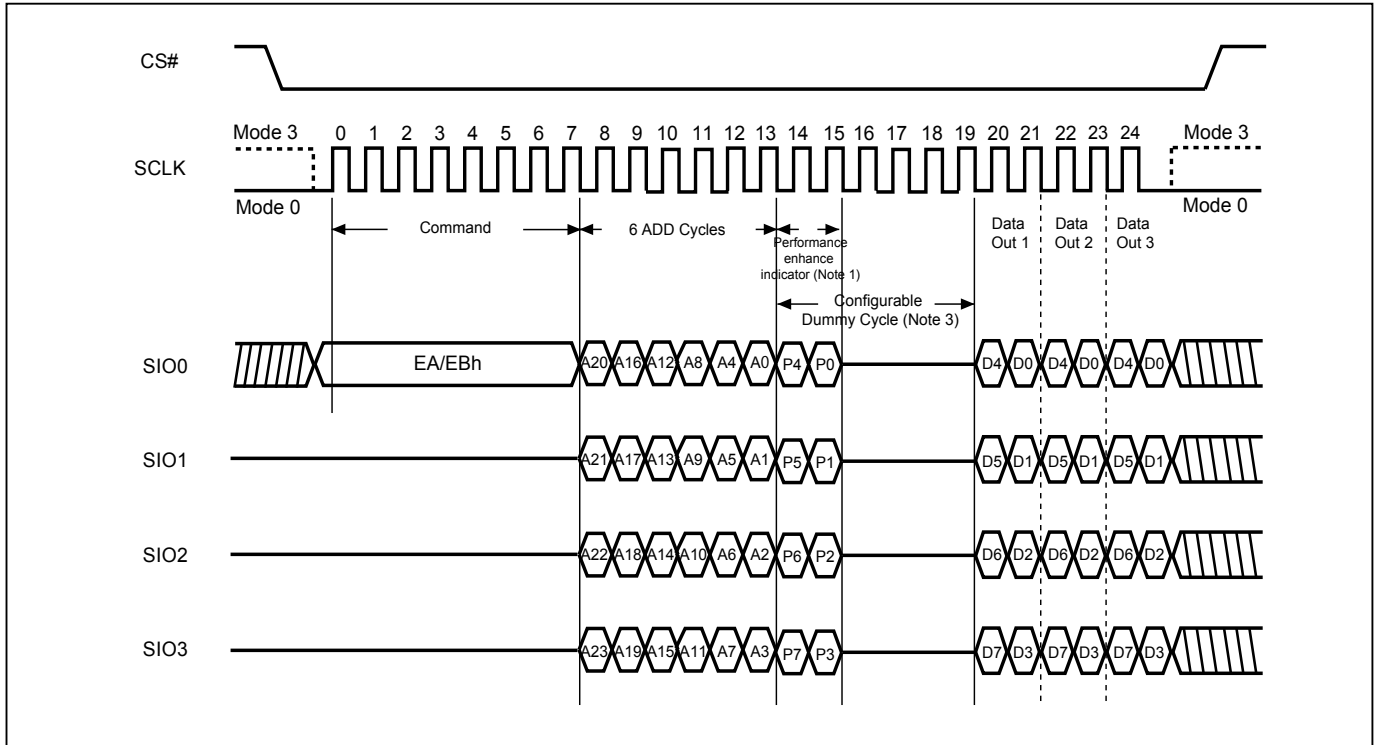 CS#
Mode 3 0 1 2 3 4 5 6 7 8 9 10 11 12 13 14 15 16 17 18 19 20 21 22 23 24 Mode 3
SCLK
Mode 0 Mode 0
Command 6 ADD Cycles Performance enhance indicator (Note 1) Data Out 1 Data Out 2 Data Out 3
Configurable
Dummy Cycle (Note 3)
SIO0 EA/EBh A20 A16 A12 A8 A4 A0 P4 P0 D4 D0 D4 D0 D4 D0
SIO1 A21 A17 A13 A9 A5 A1 P5 P1 D5 D1 D5 D1 D5 D1
SIO2 A22 A18 A14 A10 A6 A2 P6 P2 D6 D2 D6 D2 D6 D2
SIO3 A23 A19 A15 A11 A7 A3 P7 P3 D7 D3 D7 D3 D7 D3